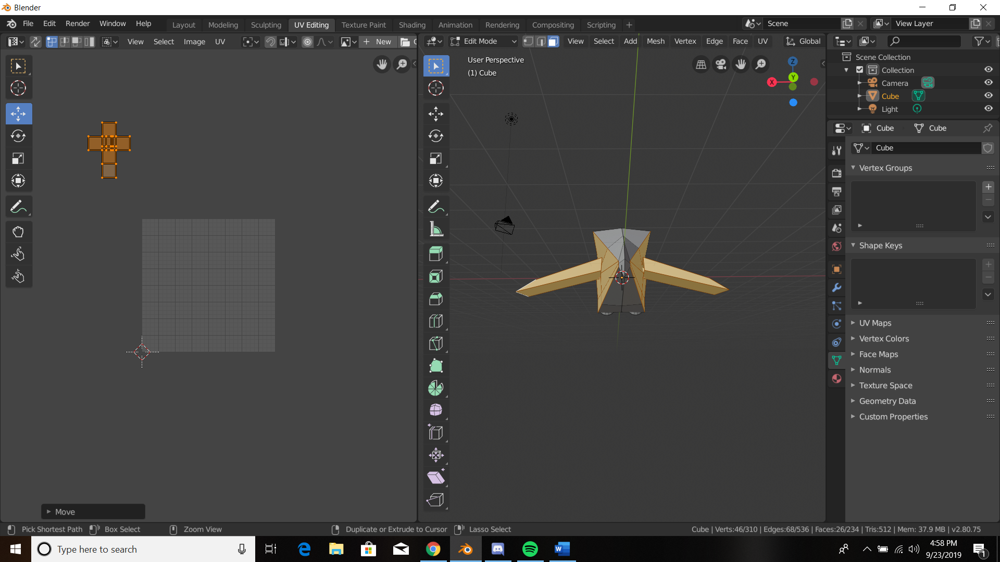 Blender
File Edit Render Window Help Layout Modeling Sculpting UV Editing Texture Paint Shading Animation Rendering Compositing Scripting + Scene View Layer
View Select Image UV New Edit Mode View Select Add Mesh Vertex Edge Face UV Global
User Perspective
(1) Cube
Z
Y
X
Scene Collection
Collection
Camera
Cube
Light
Cube Cube
Cube
Vertex Groups
Shape Keys
UV Maps
Vertex Colors
Face Maps
Normals
Texture Space
Geometry Data
Custom Properties
Move
Pick Shortest Path Box Select Zoom View Duplicate or Extrude to Cursor Lasso Select Cube | Verts:46/310 | Edges:68/536 | Faces:26/234 | Tris:512 | Mem: 37.9 MB | v2.80.75
Type here to search
4:58 PM
9/23/2019
1